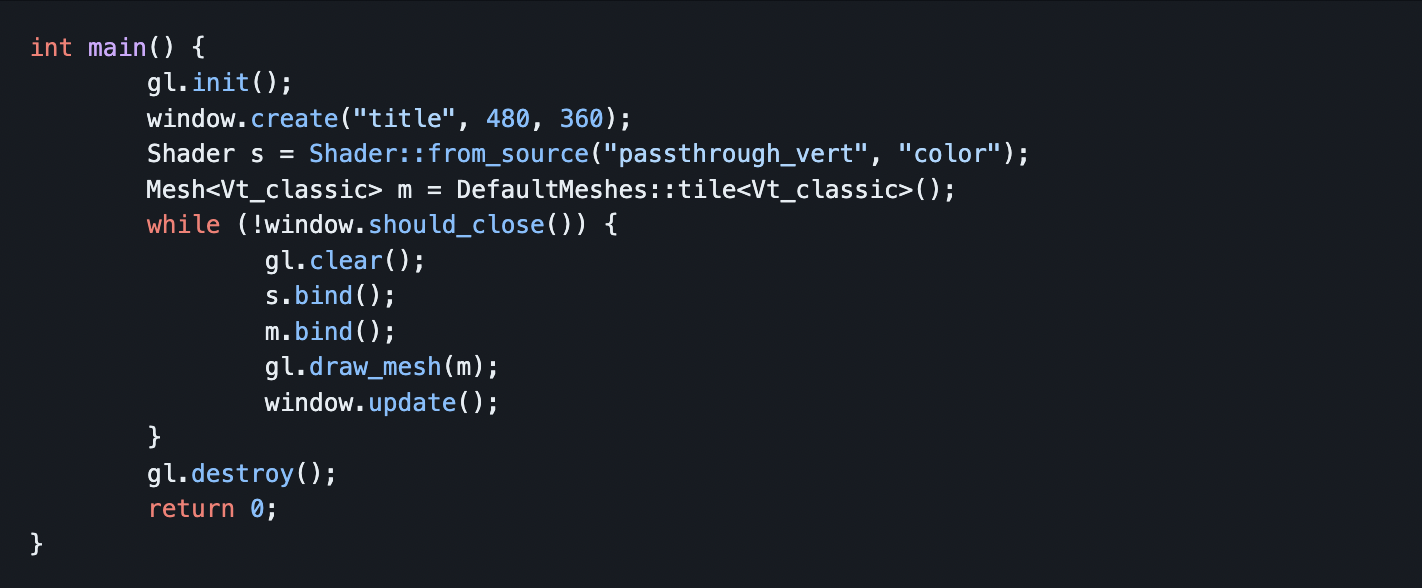 int main() {
        gl.init();
        window.create("title", 480, 360);
        Shader s = Shader::from_source("passthrough_vert", "color");
        Mesh<Vt_classic> m = DefaultMeshes::tile<Vt_classic>();
        while (!window.should_close()) {
                gl.clear();
                s.bind();
                m.bind();
                gl.draw_mesh(m);
                window.update();
        }
        gl.destroy();
        return 0;
}